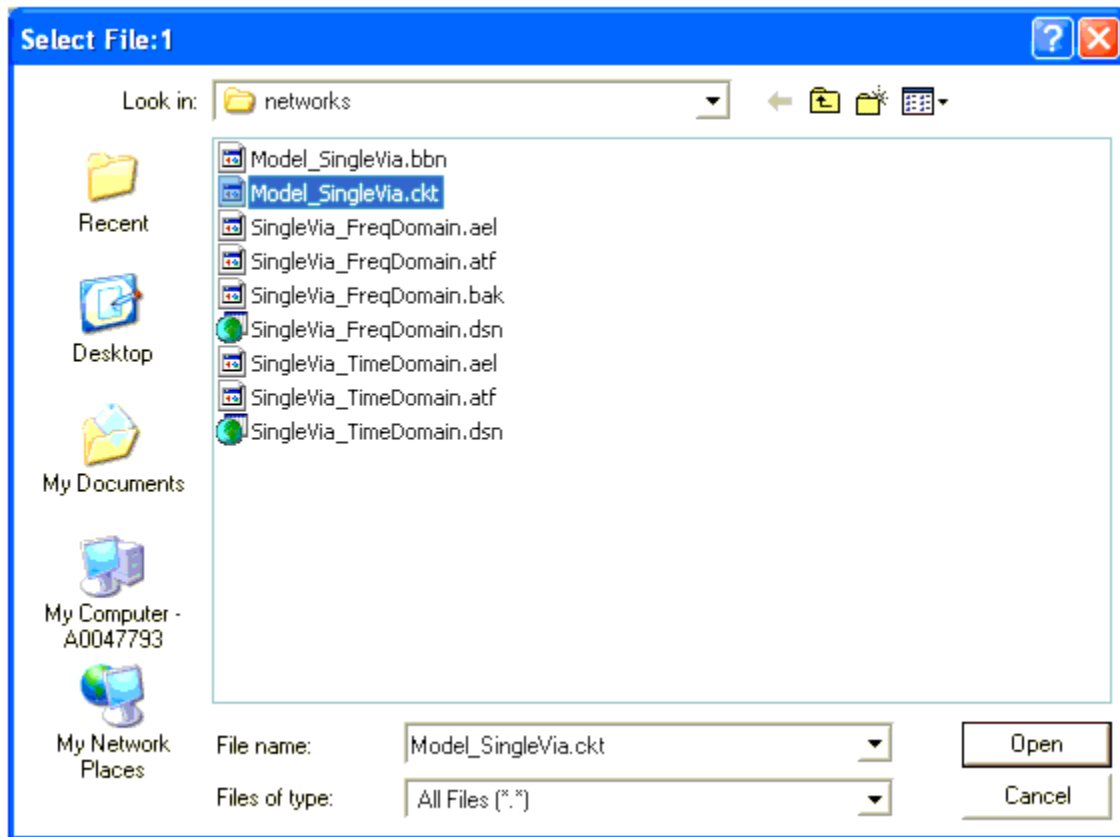 Select File:1
Look in: networks
Recent
Desktop
My Documents
My Computer -
A0047793
My Network
Places
Model_SingleVia.bbn
Model_SingleVia.ckt
SingleVia_FreqDomain.ael
SingleVia_FreqDomain.atf
SingleVia_FreqDomain.bak
SingleVia_FreqDomain.dsn
SingleVia_TimeDomain.ael
SingleVia_TimeDomain.atf
SingleVia_TimeDomain.dsn
File name: Model_SingleVia.ckt Open
Files of type: All Files (*.*) Cancel